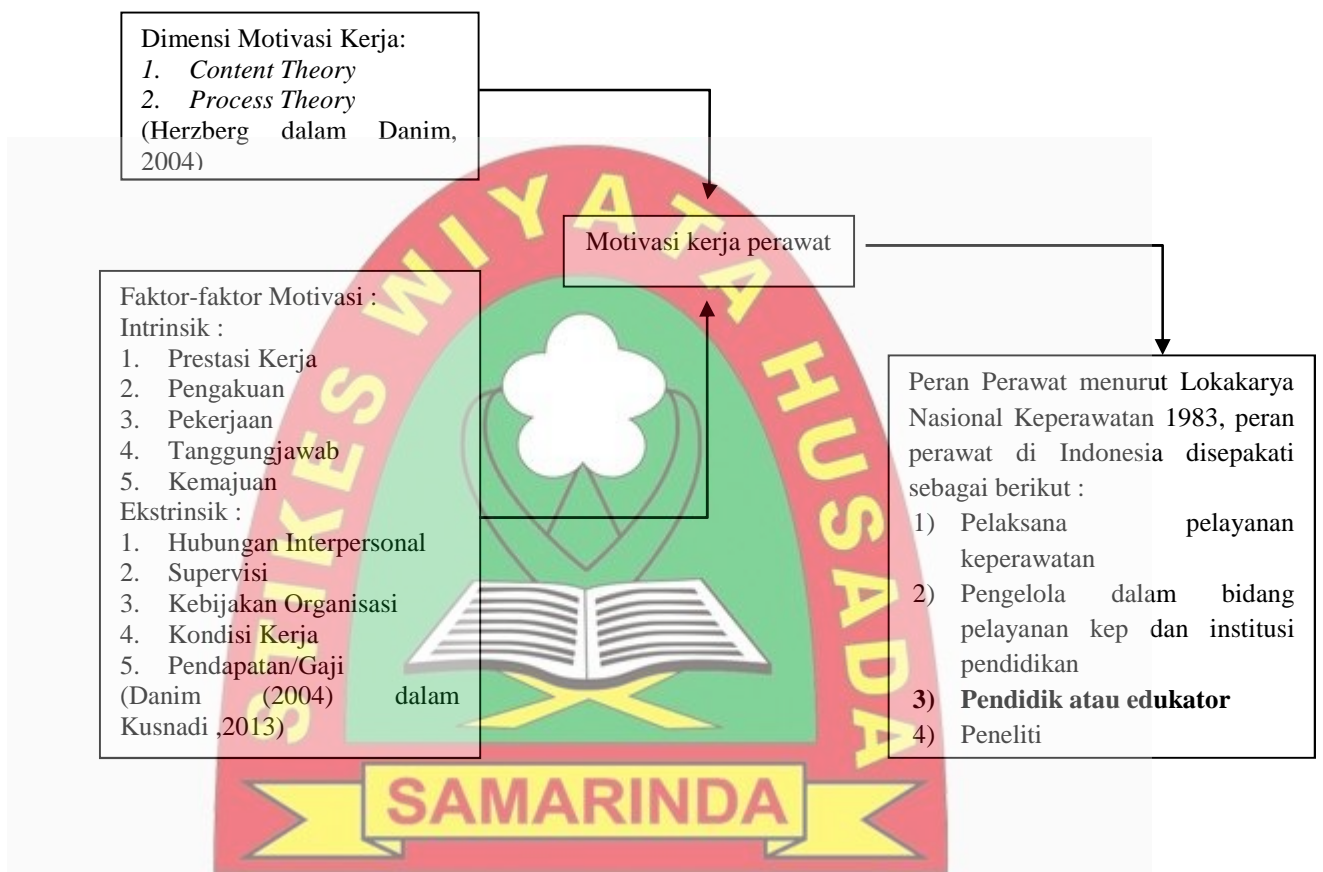 Dimensi Motivasi Kerja:
1. Content Theory
2. Process Theory
(Herzberg dalam Danim,
2004)
Motivasi kerja perawat
Faktor-faktor Motivasi :
Intrinsik :
1. Prestasi Kerja
2. Pengakuan
3. Pekerjaan
4. Tanggungjawab
5. Kemajuan
Ekstrinsik :
1. Hubungan Interpersonal
2. Supervisi
3. Kebijakan Organisasi
4. Kondisi Kerja
5. Pendapatan/Gaji
(Danim (2004) dalam
Kusnadi ,2013)
Peran Perawat menurut Lokakarya
Nasional Keperawatan 1983, peran
perawat di Indonesia disepakati
sebagai berikut :
1) Pelaksana pelayanan
keperawatan
2) Pengelola dalam bidang
pelayanan kep dan institusi
pendidikan
3) Pendidik atau edukator
4) Peneliti
STIKES WIYATA HUSADA
SAMARINDA